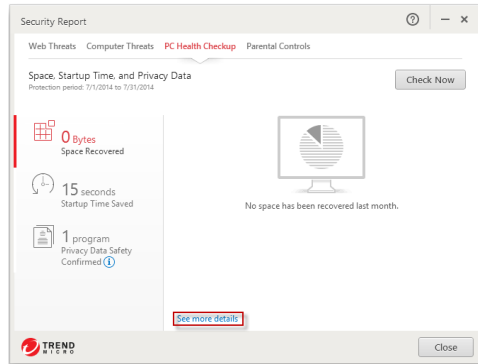 Security Report
Web Threats Computer Threats PC Health Checkup Parental Controls
Space, Startup Time, and Privacy Data
Protection period: 7/1/2014 to 7/31/2014
Check Now
0 Bytes
Space Recovered
15 seconds
Startup Time Saved
1 program
Privacy Data Safety
Confirmed
No space has been recovered last month.
See more details
TREND
MICRO
Close